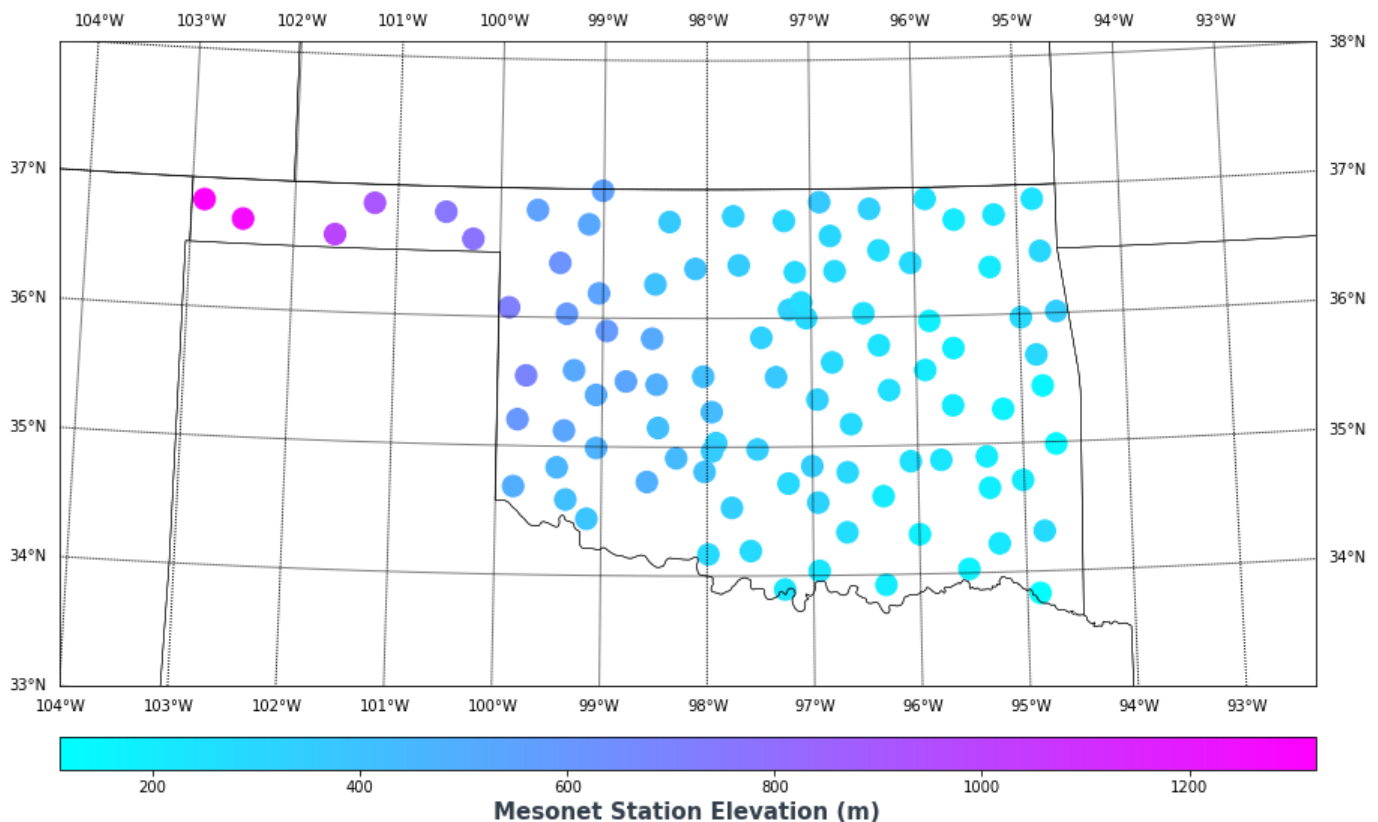 104°W 103°W 102°W 101°W 100°W 99°W 98°W 97°W 96°W 95°W 94°W 93°W
38°N
37°N 37°N
36°N 36°N
35°N 35°N
34°N 34°N
33°N
104°W 103°W 102°W 101°W 100°W 99°W 98°W 97°W 96°W 95°W 94°W 93°W
200 400 600 800 1000 1200
Mesonet Station Elevation (m)